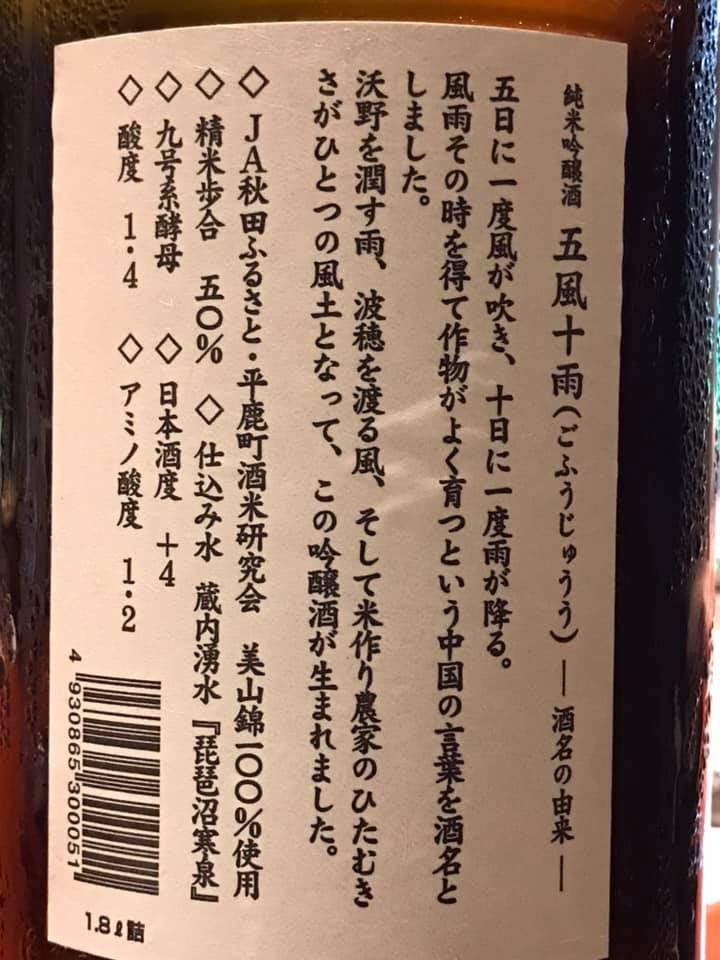 純米吟醸酒 五風十雨(ごふうじゅうう)―酒名の由来―
五日に一度風が吹き、十日に一度雨が降る。
風雨その時を得て作物がよく育つという中国の言葉を酒名と
しました。
沃野を潤す雨、波穂を渡る風、そして米作り農家のひたむき
さがひとつの風土となって、この吟醸酒が生まれました。
◇ JA秋田ふるさと・平鹿町酒米研究会 美山錦一〇〇%使用
◇ 精米歩合 五〇% ◇ 仕込み水 蔵内湧水『琵琶沼寒泉』
◇ 九号系酵母 ◇ 日本酒度 +4
◇ 酸度 1.4 ◇ アミノ酸度 1.2
4 930865 300051
1.8ℓ詰